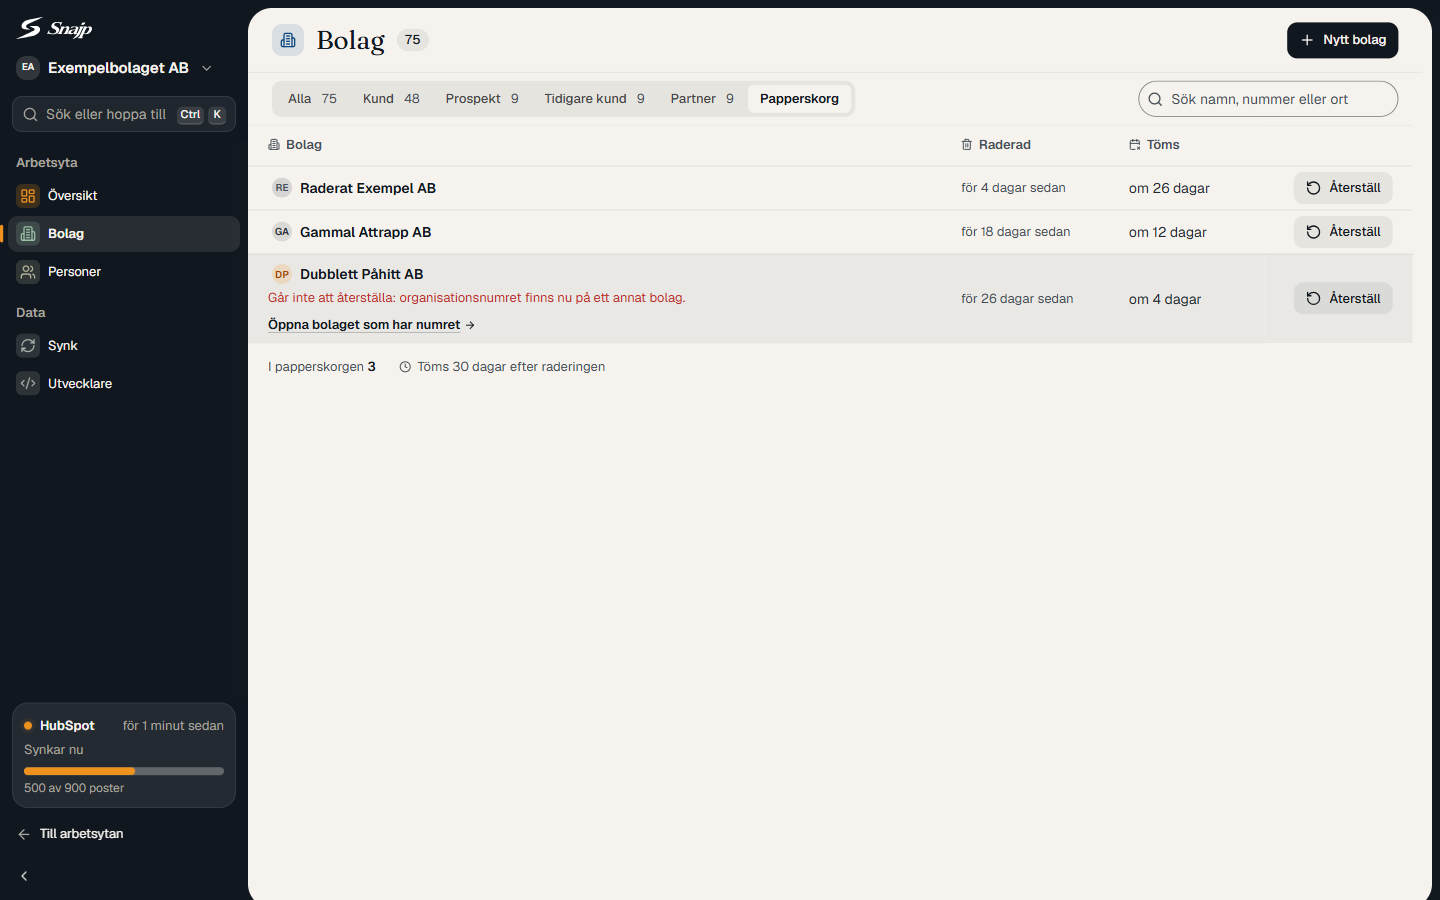 Snajp
EA Exempelbolaget AB
Sök eller hoppa till Ctrl K
Arbetsyta
Översikt
Bolag
Personer
Data
Synk
Utvecklare
HubSpot för 1 minut sedan
Synkar nu
500 av 900 poster
Till arbetsytan
Bolag 75
Nytt bolag
Alla 75 Kund 48 Prospekt 9 Tidigare kund 9 Partner 9 Papperskorg
Sök namn, nummer eller ort
Bolag Raderad Töms
RE Raderat Exempel AB för 4 dagar sedan om 26 dagar Återställ
GA Gammal Attrapp AB för 18 dagar sedan om 12 dagar Återställ
DP Dubblett Påhitt AB
Går inte att återställa: organisationsnumret finns nu på ett annat bolag.
för 26 dagar sedan om 4 dagar Återställ
Öppna bolaget som har numret →
I papperskorgen 3 Töms 30 dagar efter raderingen